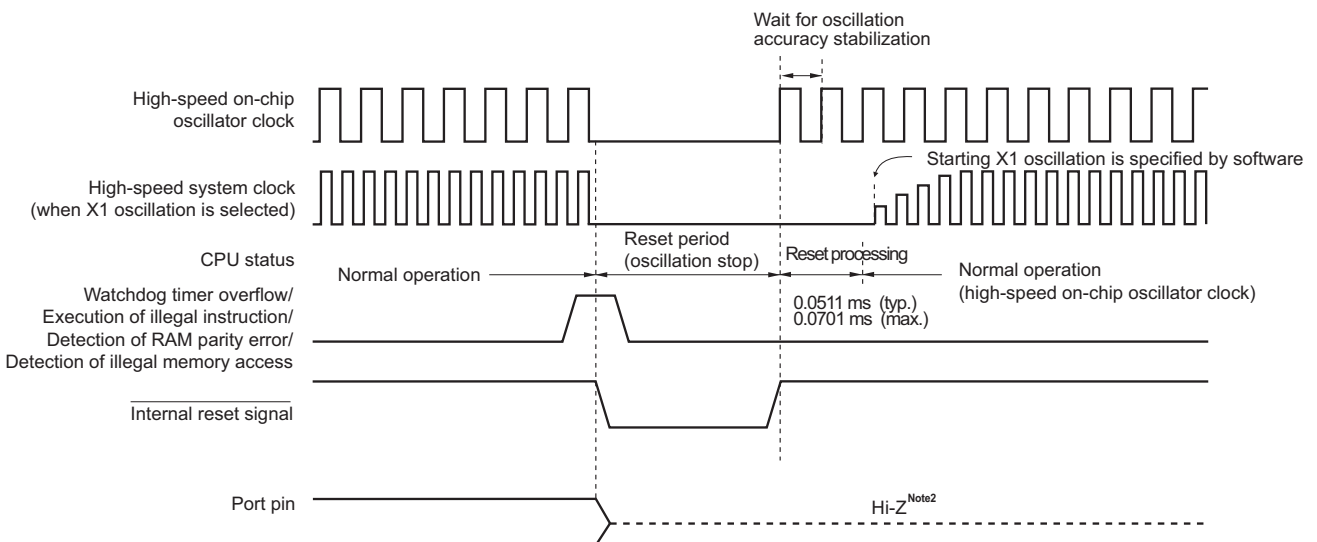 Wait for oscillation
accuracy stabilization
High-speed on-chip
oscillator clock
Starting X1 oscillation is specified by software
High-speed system clock
(when X1 oscillation is selected)
CPU status
Normal operation
Reset period
(oscillation stop)
Reset processing
0.0511 ms (typ.)
0.0701 ms (max.)
Normal operation
(high-speed on-chip oscillator clock)
Watchdog timer overflow/
Execution of illegal instruction/
Detection of RAM parity error/
Detection of illegal memory access
Internal reset signal
Port pin
Hi-Z Note2